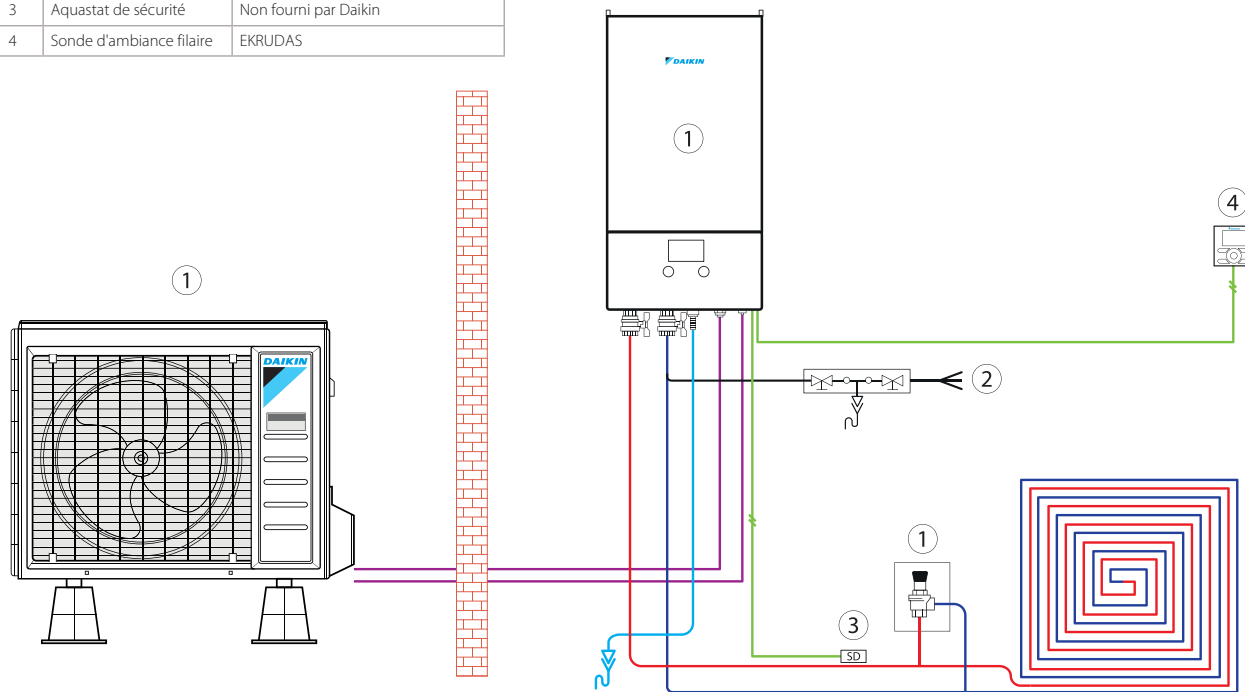 3 Aquastat de sécurité Non fourni par Daikin
4 Sonde d'ambiance filaire EKRUDAS
DAIKIN
1
4
1
DAIKIN
2
1
3
SD